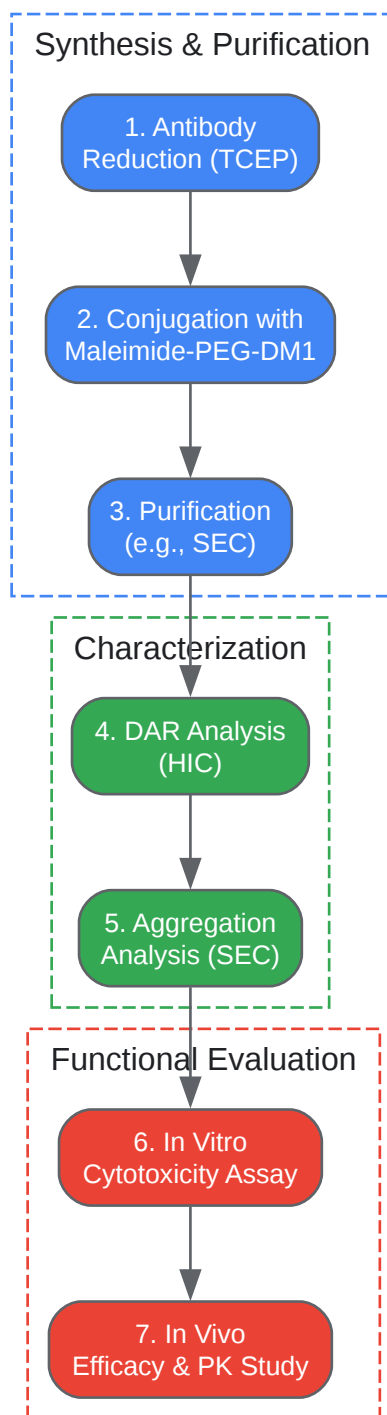 Synthesis & Purification
1. Antibody
Reduction (TCEP)
2. Conjugation with
Maleimide-PEG-DM1
3. Purification
(e.g., SEC)
Characterization
4. DAR Analysis
(HIC)
5. Aggregation
Analysis (SEC)
Functional Evaluation
6. In Vitro
Cytotoxicity Assay
7. In Vivo
Efficacy & PK Study